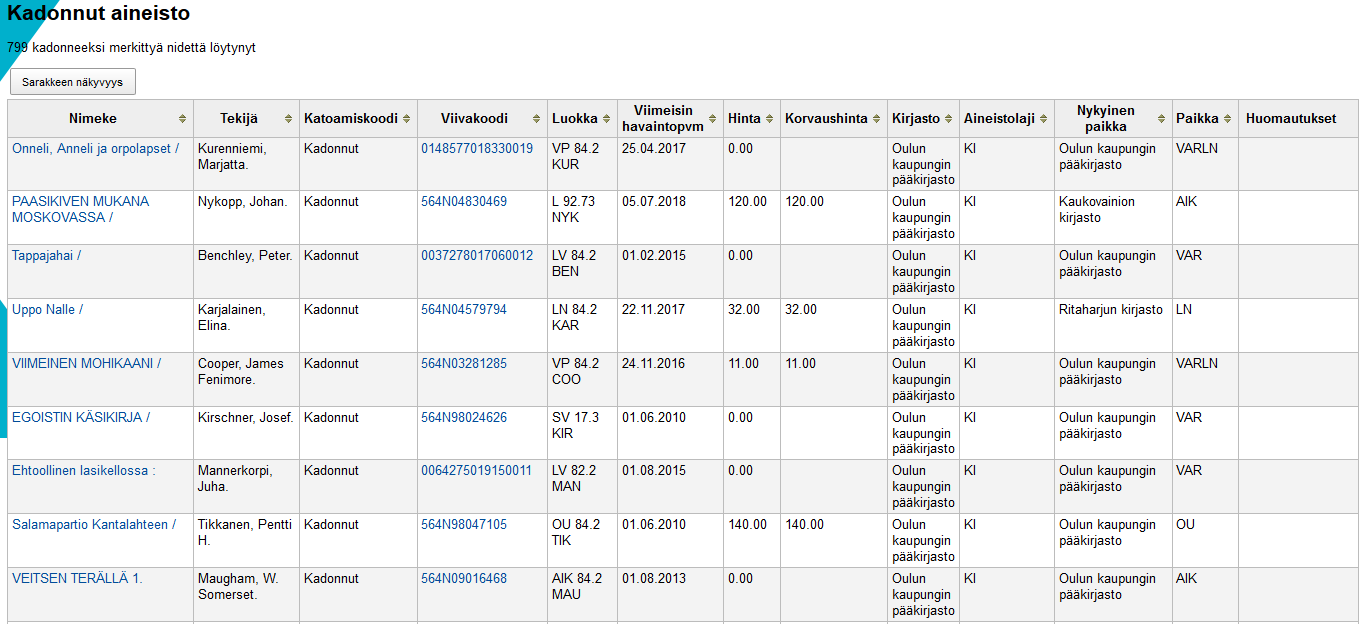 Kadonnut aineisto
799 kadonneeksi merkittyä nidettä löytynyt
Sarakkeen näkyvyys
Nimeke Tekijä Katoamiskoodi Viivakoodi Luokka Viimeisin havaintopvm Hinta Korvaushinta Kirjasto Aineistolaji Nykyinen paikka Paikka Huomautukset
Onneli, Anneli ja orpolapset / Kurenniemi, Marjatta. Kadonnut 0148577018330019 VP 84.2 KUR 25.04.2017 0.00 Oulun kaupungin pääkirjasto KI Oulun kaupungin pääkirjasto VARLN
PAASIKIVEN MUKANA MOSKOVASSA / Nykopp, Johan. Kadonnut 564N04830469 L 92.73 NYK 05.07.2018 120.00 120.00 Oulun kaupungin pääkirjasto KI Kaukovainion kirjasto AIK
Tappajahai / Benchley, Peter. Kadonnut 0037278017060012 LV 84.2 BEN 01.02.2015 0.00 Oulun kaupungin pääkirjasto KI Oulun kaupungin pääkirjasto VAR
Uppo Nalle / Karjalainen, Elina. Kadonnut 564N04579794 LN 84.2 KAR 22.11.2017 32.00 32.00 Oulun kaupungin pääkirjasto KI Ritaharjun kirjasto LN
VIIMEINEN MOHIKAANI / Cooper, James Fenimore. Kadonnut 564N03281285 VP 84.2 COO 24.11.2016 11.00 11.00 Oulun kaupungin pääkirjasto KI Oulun kaupungin pääkirjasto VARLN
EGOISTIN KÄSIKIRJA / Kirschner, Josef. Kadonnut 564N98024626 SV 17.3 KIR 01.06.2010 0.00 Oulun kaupungin pääkirjasto KI Oulun kaupungin pääkirjasto VAR
Ehtoollinen lasikellossa : Mannerkorpi, Juha. Kadonnut 0064275019150011 LV 82.2 MAN 01.08.2015 0.00 Oulun kaupungin pääkirjasto KI Oulun kaupungin pääkirjasto VAR
Salamapartio Kantalahteen / Tikkanen, Pentti H. Kadonnut 564N98047105 OU 84.2 TIK 01.06.2010 140.00 140.00 Oulun kaupungin pääkirjasto KI Oulun kaupungin pääkirjasto OU
VEITSEN TERÄLLÄ 1. Maugham, W. Somerset. Kadonnut 564N09016468 AIK 84.2 MAU 01.08.2013 0.00 Oulun kaupungin pääkirjasto KI Oulun kaupungin pääkirjasto AIK